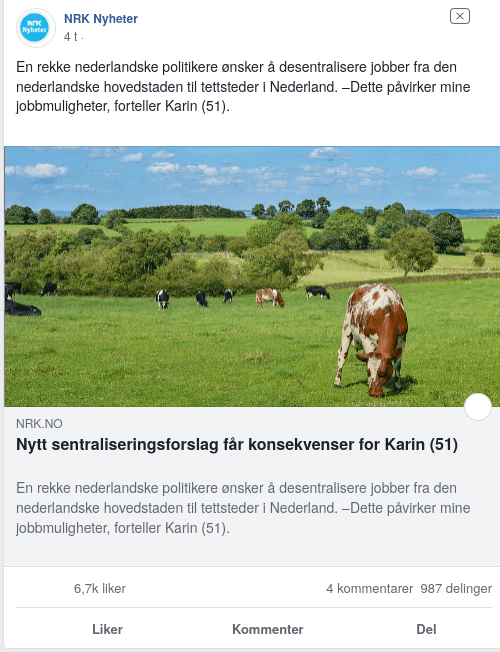 NRK
Nyheter
NRK Nyheter
4 t ·
En rekke nederlandske politikere ønsker å desentralisere jobber fra den
nederlandske hovedstaden til tettsteder i Nederland. –Dette påvirker mine
jobbmuligheter, forteller Karin (51).
NRK.NO
Nytt sentraliseringsforslag får konsekvenser for Karin (51)
En rekke nederlandske politikere ønsker å desentralisere jobber fra den
nederlandske hovedstaden til tettsteder i Nederland. –Dette påvirker mine
jobbmuligheter, forteller Karin (51).
6,7k liker 4 kommentarer 987 delinger
Liker Kommenter Del